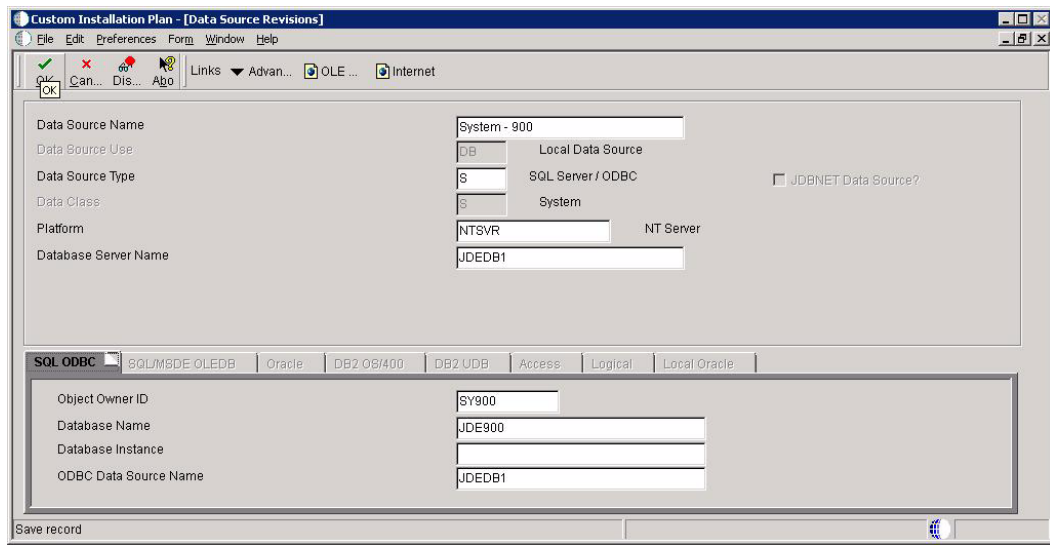 Custom Installation Plan - [Data Source Revisions]
File Edit Preferences Form Window Help
OK Can... Dis... Abo Links Advan... OLE ... Internet
OK
Data Source Name System - 900
Data Source Use DB Local Data Source
Data Source Type S SQL Server / ODBC JDBNET Data Source?
Data Class S System
Platform NTSVR NT Server
Database Server Name JDEDB1
SQL ODBC SQL/MSDE OLEDB Oracle DB2 OS/400 DB2 UDB Access Logical Local Oracle
Object Owner ID SY900
Database Name JDE900
Database Instance
ODBC Data Source Name JDEDB1
Save record